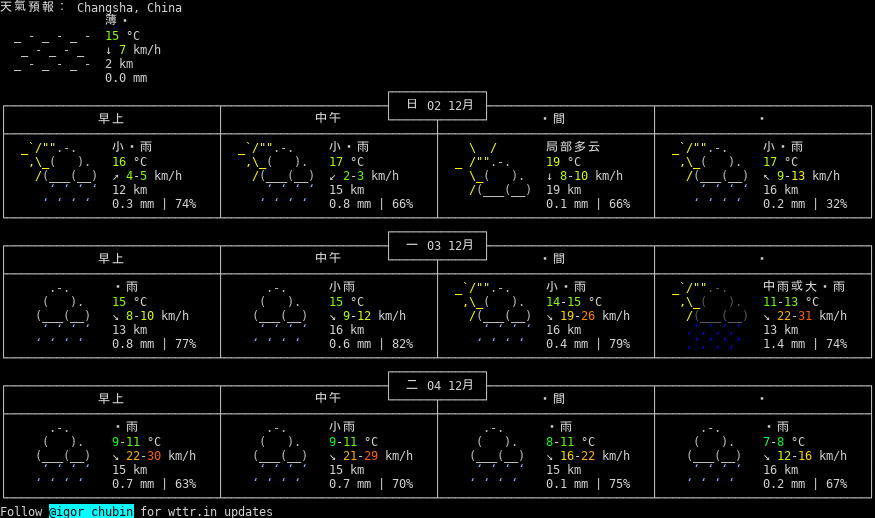 天氣預報： Changsha, China
薄・
15 °C
↓ 7 km/h
2 km
0.0 mm
日 02 12月
早上 中午 ・間 ・
小・雨 小・雨 局部多云 小・雨
16 °C 17 °C 19 °C 17 °C
↗ 4-5 km/h ↙ 2-3 km/h ↓ 8-10 km/h ↖ 9-13 km/h
12 km 15 km 19 km 16 km
0.3 mm | 74% 0.8 mm | 66% 0.1 mm | 66% 0.2 mm | 32%
一 03 12月
早上 中午 ・間 ・
・雨 小雨 小・雨 中雨或大・雨
15 °C 15 °C 14-15 °C 11-13 °C
↘ 8-10 km/h ↘ 9-12 km/h ↘ 19-26 km/h ↘ 22-31 km/h
13 km 16 km 16 km 13 km
0.8 mm | 77% 0.6 mm | 82% 0.4 mm | 79% 1.4 mm | 74%
二 04 12月
早上 中午 ・間 ・
・雨 小雨 ・雨 ・雨
9-11 °C 9-11 °C 8-11 °C 7-8 °C
↘ 22-30 km/h ↘ 21-29 km/h ↘ 16-22 km/h ↘ 12-16 km/h
15 km 15 km 15 km 16 km
0.7 mm | 63% 0.7 mm | 70% 0.1 mm | 75% 0.2 mm | 67%
Follow @igor_chubin for wttr.in updates